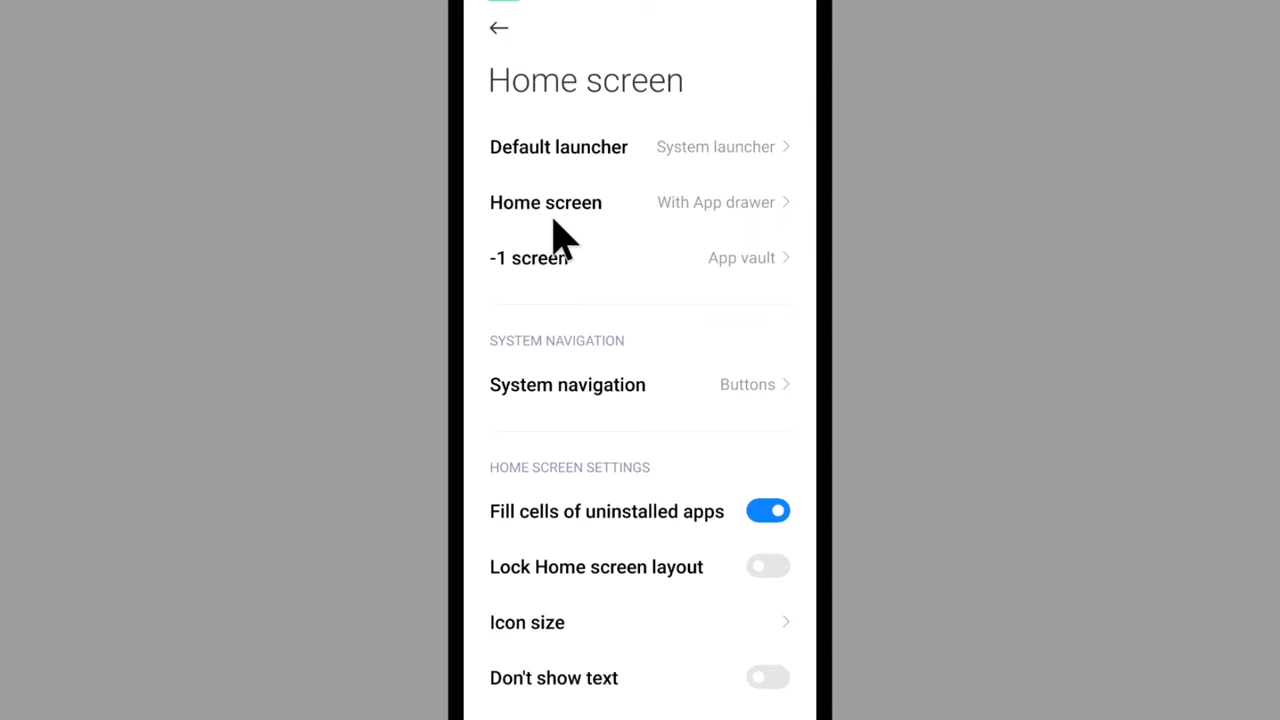 Home screen
Default launcher System launcher
Home screen With App drawer
-1 screen App vault
SYSTEM NAVIGATION
System navigation Buttons
HOME SCREEN SETTINGS
Fill cells of uninstalled apps
Lock Home screen layout
Icon size
Don't show text